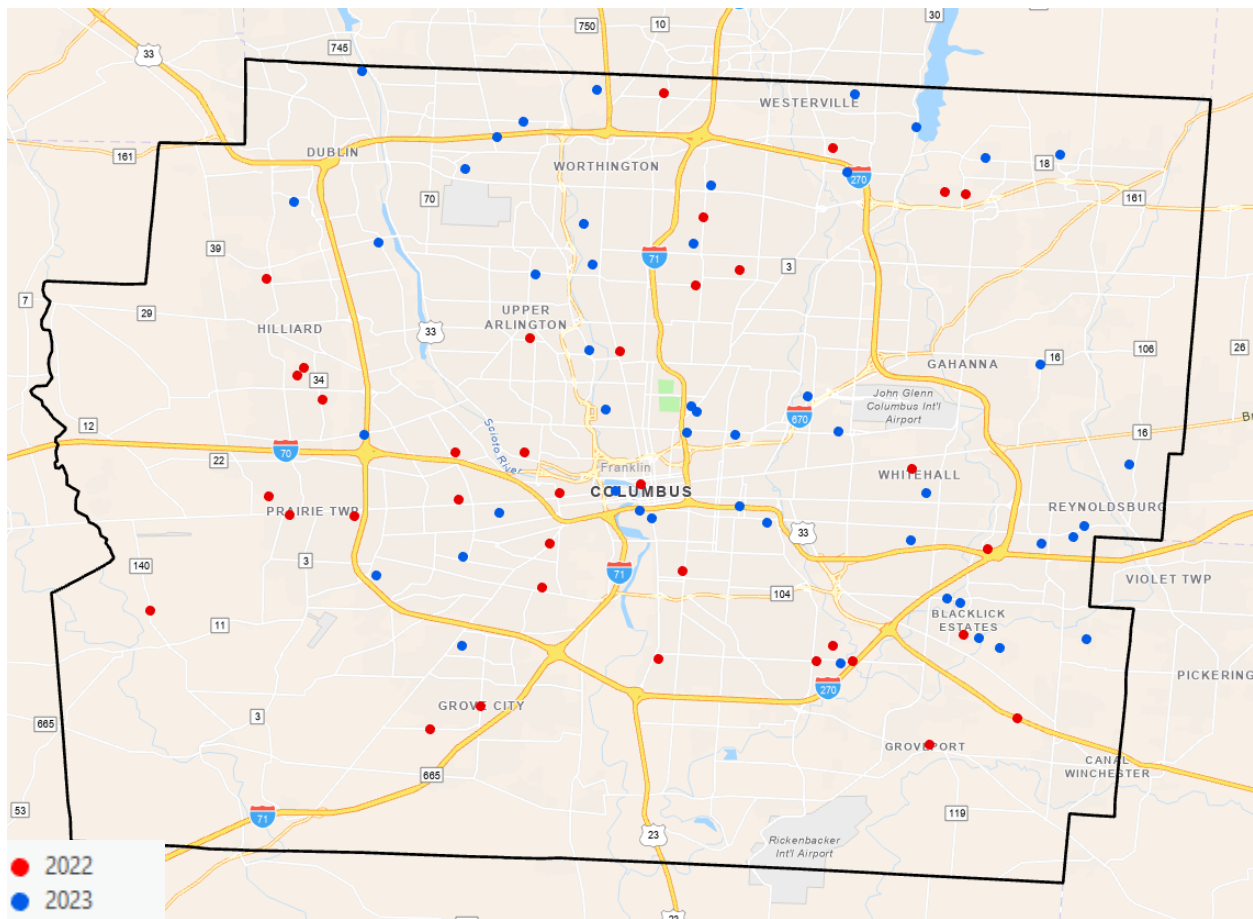 750
10
30
33
745
WESTERVILLE
161
DUBLIN
WORTHINGTON
18
270
70
161
39
71
3
7
29
UPPER
ARLINGTON
HILLIARD
33
106
26
16
GAHANNA
34
John Glenn
Columbus Int'l
Airport
670
12
16
Scioto River
70
22
Franklin
WHITEHALL
COLUMBUS
REYNOLDSBURG
PRAIRIE TWP
33
3
140
71
VIOLET TWP
104
BLACKLICK
ESTATES
11
PICKERING
270
GROVE CITY
3
665
GROVEPORT
CANAL
WINCHESTER
665
53
71
119
23
Rickenbacker
Int'l Airport
2022
2023
23